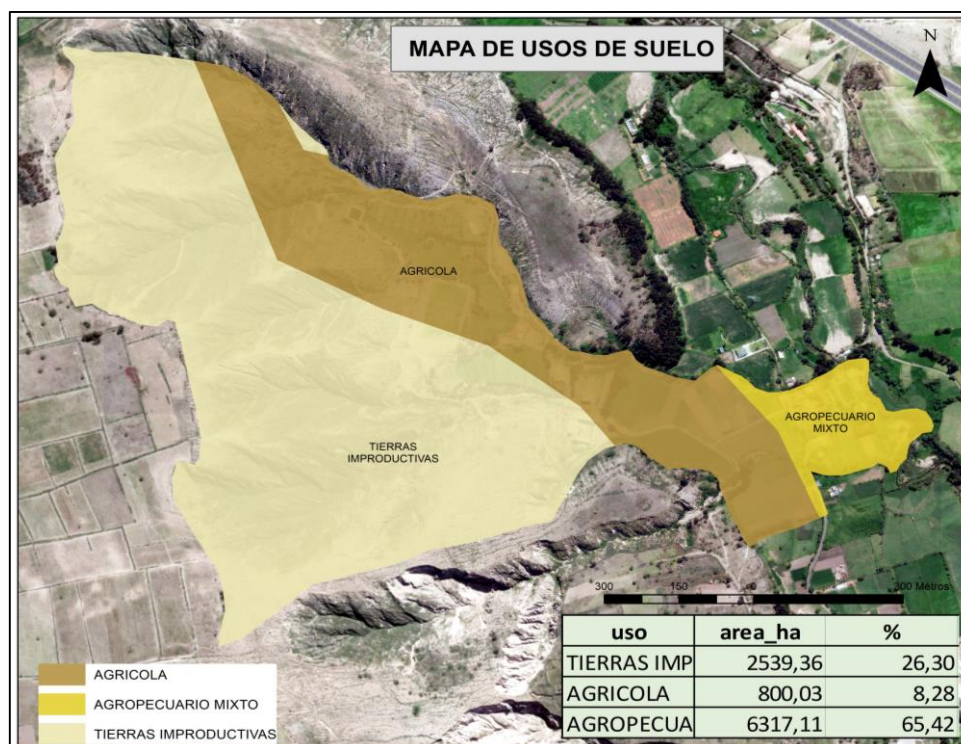 MAPA DE USOS DE SUELO
N
AGRICOLA
AGROPECUARIO
MIXTO
TIERRAS
IMPRODUCTIVAS
300 150 0 300 Metros
uso area_ha %
TIERRAS IMP 2539,36 26,30
AGRICOLA 800,03 8,28
AGROPECUA 6317,11 65,42
AGRICOLA
AGROPECUARIO MIXTO
TIERRAS IMPRODUCTIVAS